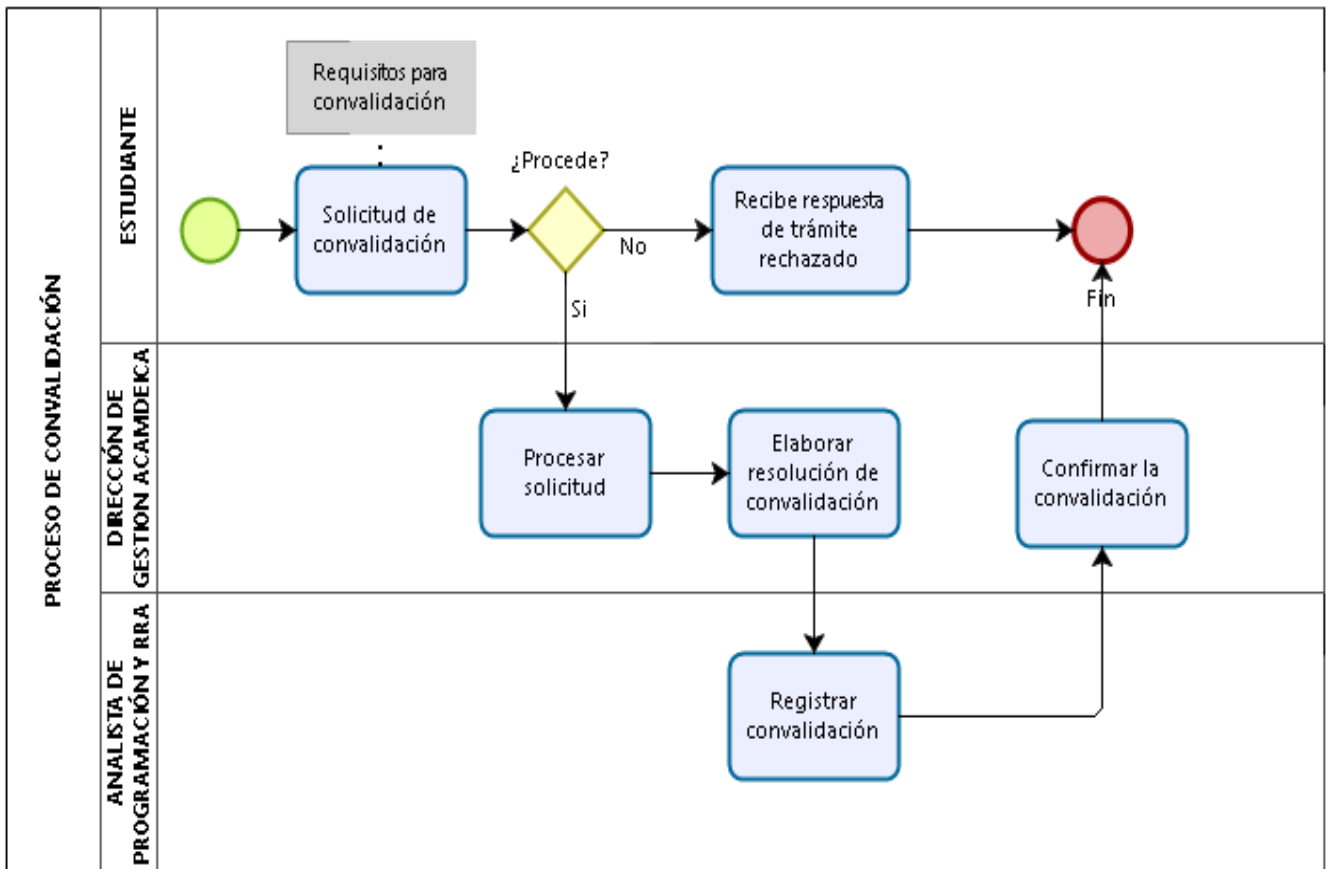 PROCESO DE CONVALIDACIÓN
ESTUDIANTE
Requisitos para
convalidación
Solicitud de
convalidación
¿Procede?
No
Si
Recibe respuesta
de trámite
rechazado
Fin
DIRECCIÓN DE
GESTION ACAMDEICA
Procesar
solicitud
Elaborar
resolución de
convalidación
Confirmar la
convalidación
ANALISTA DE
PROGRAMACIÓN Y RRA
Registrar
convalidación